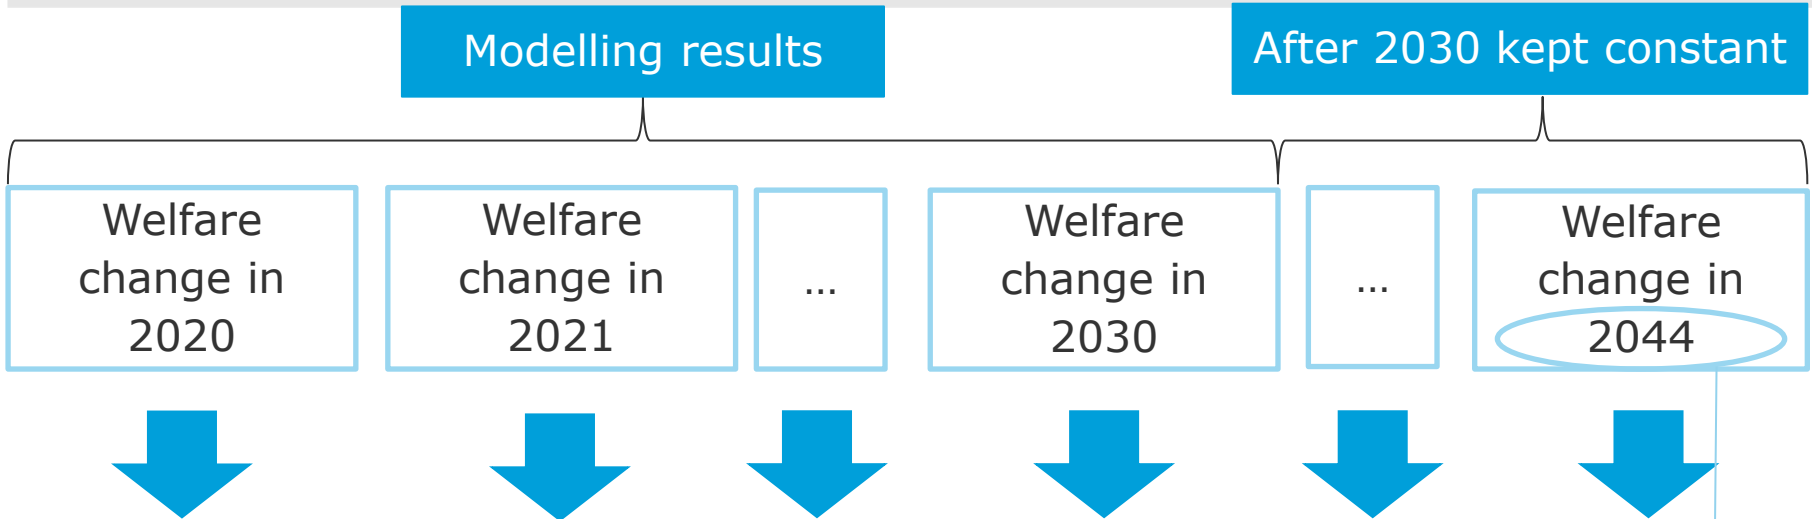 Modelling results
After 2030 kept constant
Welfare
change in
2020
Welfare
change in
2021
...
Welfare
change in
2030
...
Welfare
change in
2044